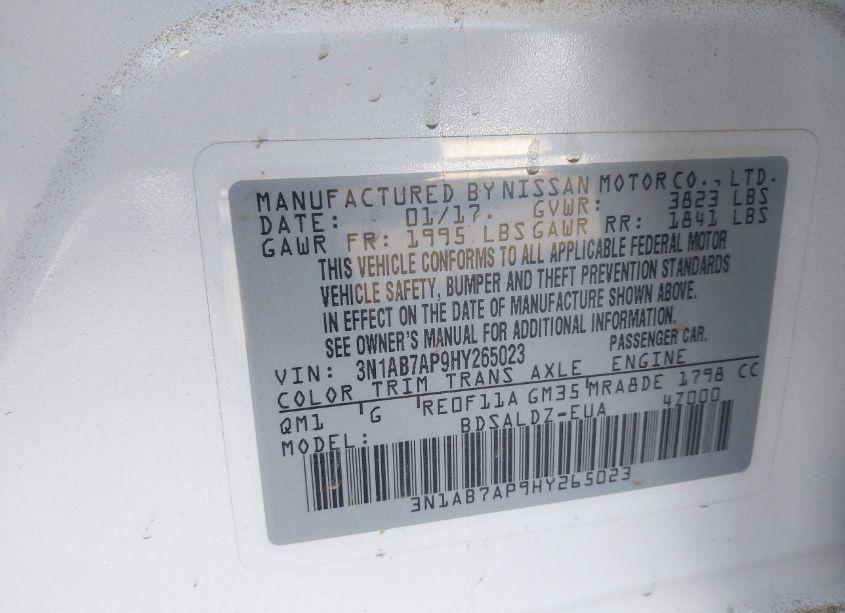 MANUFACTURED BY NISSAN MOTOR CO., LTD.
DATE: 01/17. GVWR: 3823 LBS
GAWR FR: 1995 LBS GAWR RR: 1841 LBS
THIS VEHICLE CONFORMS TO ALL APPLICABLE FEDERAL MOTOR
VEHICLE SAFETY, BUMPER AND THEFT PREVENTION STANDARDS
IN EFFECT ON THE DATE OF MANUFACTURE SHOWN ABOVE.
SEE OWNER'S MANUAL FOR ADDITIONAL INFORMATION.
VIN: 3N1AB7AP9HY265023 PASSENGER CAR.
COLOR TRIM TRANS AXLE ENGINE
QM1 G RE0F11A GM35 MRA8DE 1798 CC
MODEL: BDSALDZ-EUA 4Z000
3N1AB7AP9HY265023